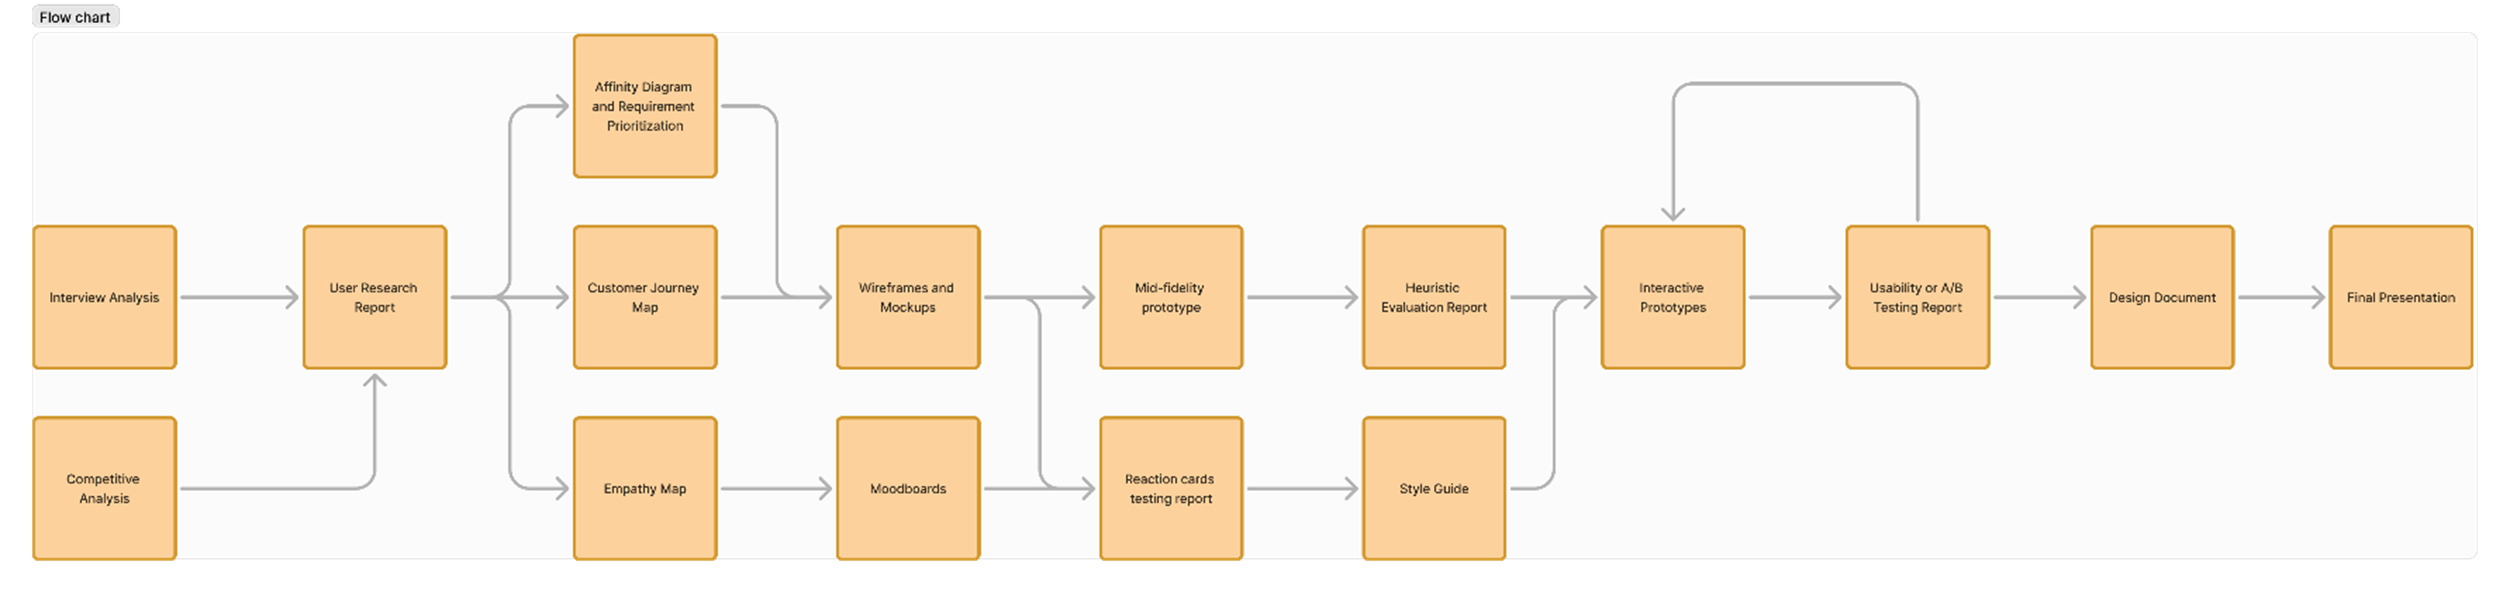 Flow chart
Affinity Diagram
and Requirement
Prioritization
Interview Analysis
User Research
Report
Customer Journey
Map
Wireframes and
Mockups
Mid-fidelity
prototype
Heuristic
Evaluation Report
Interactive
Prototypes
Usability or A/B
Testing Report
Design Document
Final Presentation
Competitive
Analysis
Empathy Map
Moodboards
Reaction cards
testing report
Style Guide